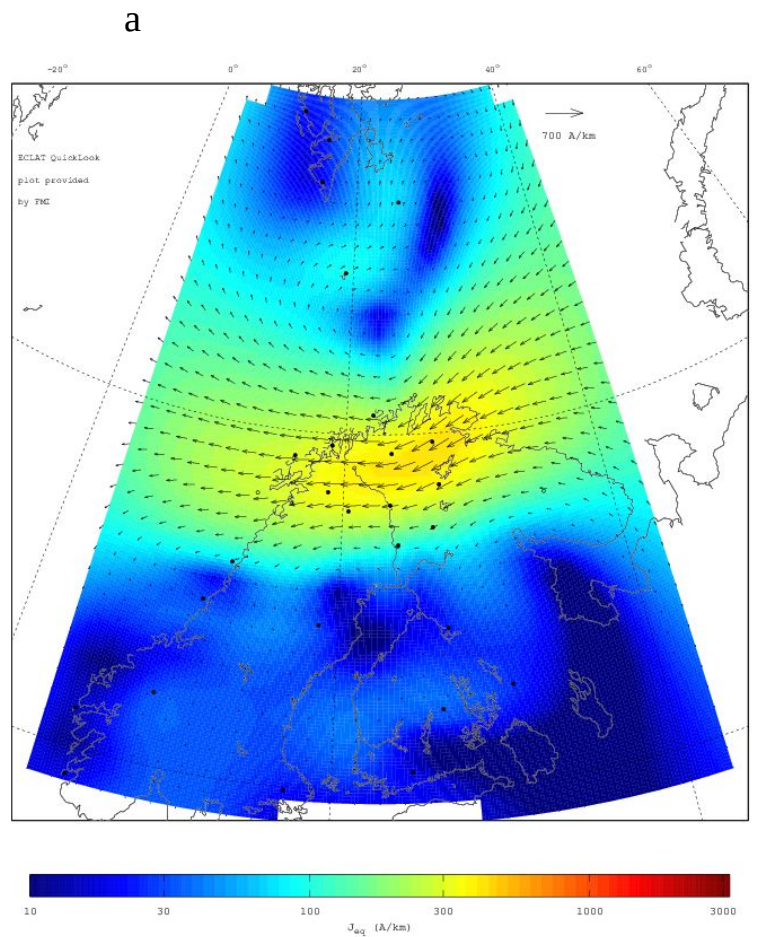 a
-20° 0° 20° 40° 60°
700 A/km
ECLAT QuickLook
plot provided
by FMI
10 30 100 300 1000 3000
J_eq (A/km)